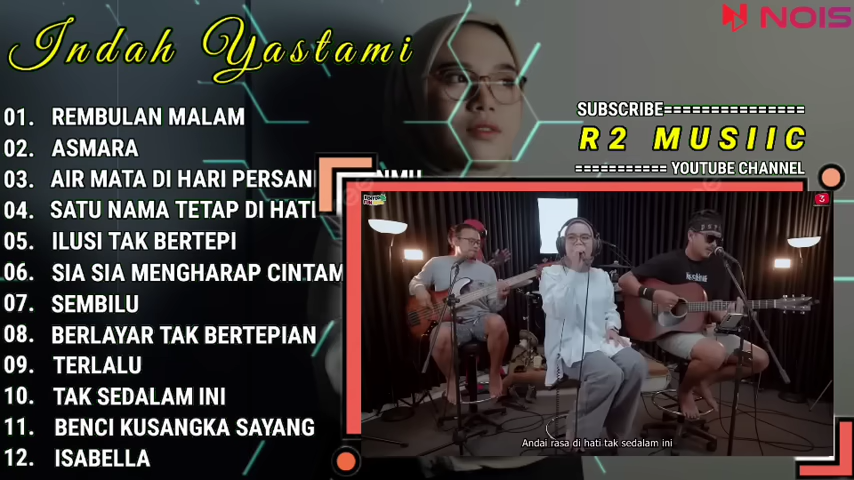 Indah Yastami
NOIS
01. REMBULAN MALAM
02. ASMARA
03. AIR MATA DI HARI
04. SATU NAMA TETAP DI HATI
05. ILUSI TAK BERTEPI
06. SIA SIA MENGHARAP
07. SEMBILU
08. BERLAYAR TAK BERTEPIAN
09. TERLALU
10. TAK SEDALAM INI
11. BENCI KUSANGKA SAYANG
12. ISABELLA
SUBSCRIBE===============
R2 MUSIIC
=========== YOUTUBE CHANNEL
3
Andai rasa di hati tak sedalam ini